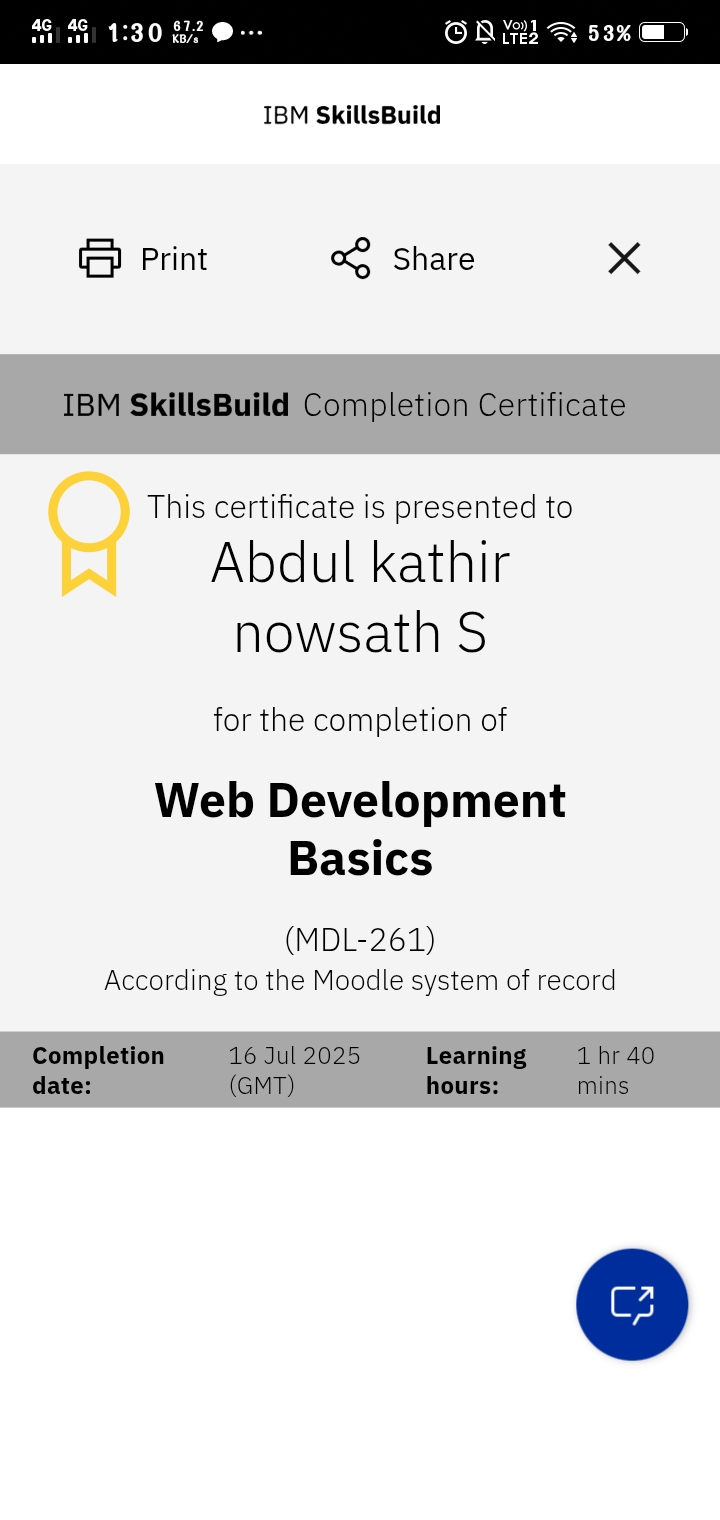 4G 4G 1:30 67.2 KB/s ... Vo)) 1 LTE2 53%
IBM SkillsBuild
Print Share
IBM SkillsBuild Completion Certificate
This certificate is presented to
Abdul kathir
nowsath S
for the completion of
Web Development
Basics
(MDL-261)
According to the Moodle system of record
Completion date: 16 Jul 2025 (GMT) Learning hours: 1 hr 40 mins